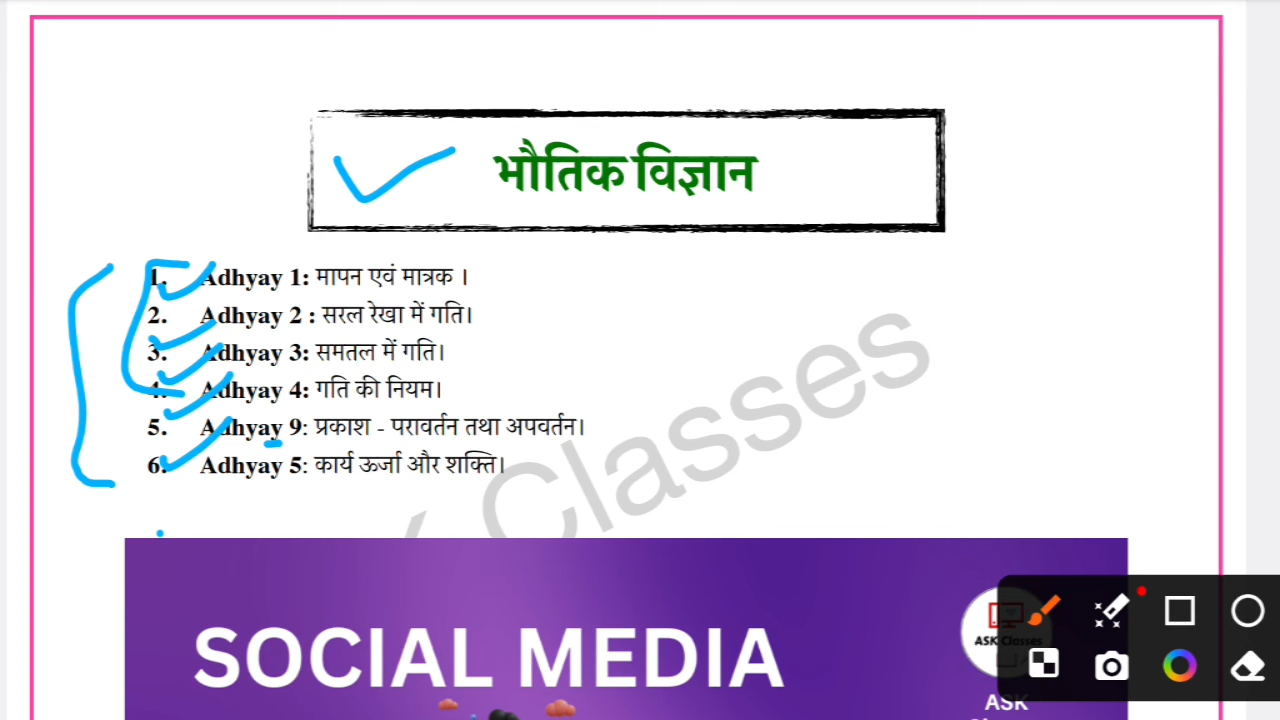 भौतिक विज्ञान
1. Adhyay 1: मापन एवं मात्रक ।
2. Adhyay 2 : सरल रेखा में गति।
3. Adhyay 3: समतल में गति।
4. Adhyay 4: गति की नियम।
5. Adhyay 9: प्रकाश - परावर्तन तथा अपवर्तन।
6. Adhyay 5: कार्य ऊर्जा और शक्ति।
Classes
SOCIAL MEDIA
ASK Classes
ASK